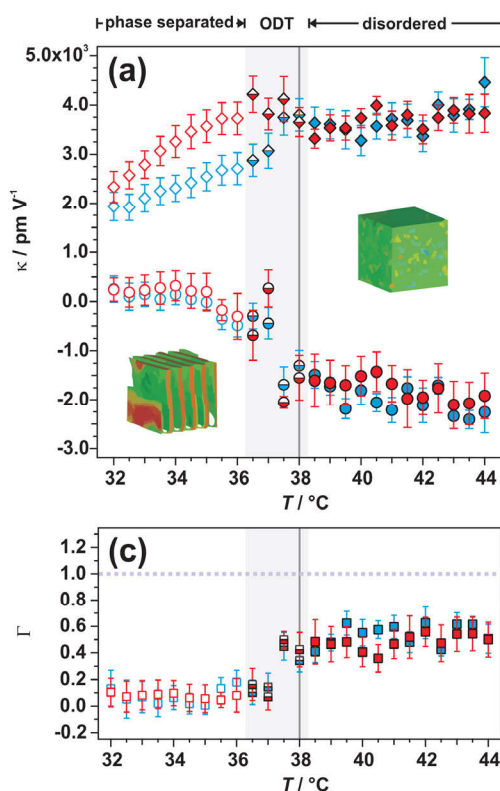 phase separated ODT disordered
(a)
5.0x10³
4.0
3.0
2.0
1.0
0.0
-1.0
-2.0
-3.0
κ / pm V⁻¹
32 34 36 38 40 42 44
T / °C
(c)
1.2
1.0
0.8
0.6
0.4
0.2
0.0
-0.2
Γ
32 34 36 38 40 42 44
T / °C